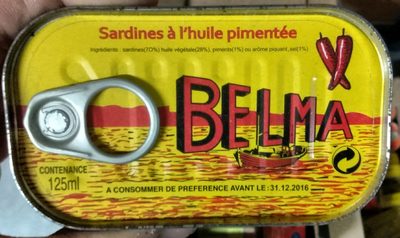 Sardines à l'huile pimentée
Ingrédients : sardines(70%) huile végétale(28%), piments(1%) ou arôme piquant, sel(1%)
BELMA
CONTENANCE :
125ml
A CONSOMMER DE PREFERENCE AVANT LE : 31.12.2016